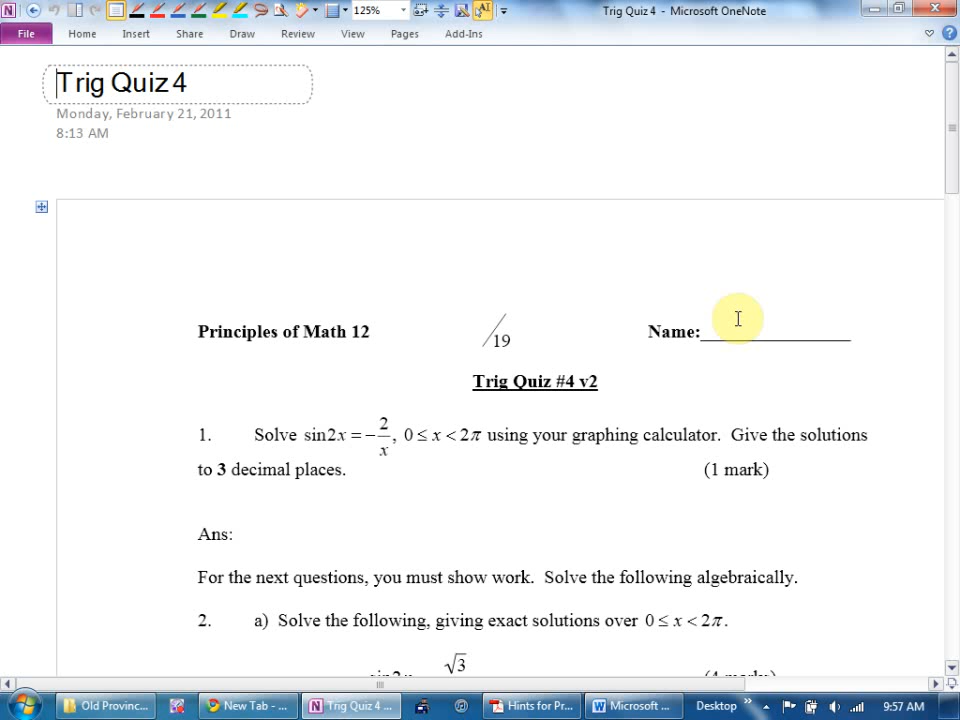 125%
Trig Quiz 4 - Microsoft OneNote
File Home Insert Share Draw Review View Pages Add-Ins
Trig Quiz 4
Monday, February 21, 2011
8:13 AM
Principles of Math 12 /19 Name:
Trig Quiz #4 v2
1. Solve sin2x = -2/x, 0 ≤ x < 2π using your graphing calculator. Give the solutions
to 3 decimal places. (1 mark)
Ans:
For the next questions, you must show work. Solve the following algebraically.
2. a) Solve the following, giving exact solutions over 0 ≤ x < 2π.
√3
Old Provinc... New Tab - ... Trig Quiz 4 ... Hints for Pr... Microsoft ... Desktop 9:57 AM